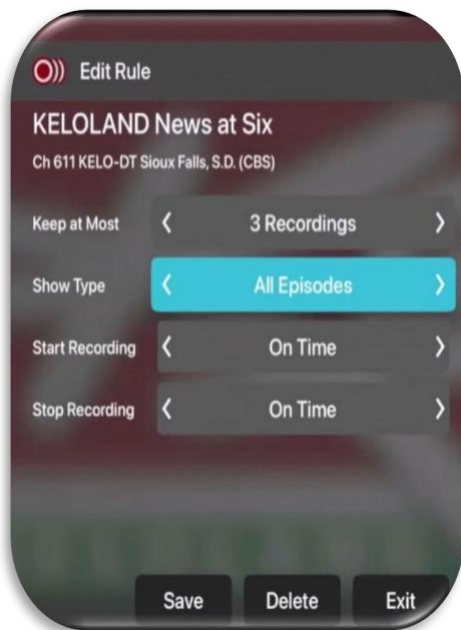 Edit Rule
KELOLAND News at Six
Ch 611 KELO-DT Sioux Falls, S.D. (CBS)
Keep at Most 3 Recordings
Show Type All Episodes
Start Recording On Time
Stop Recording On Time
Save Delete Exit